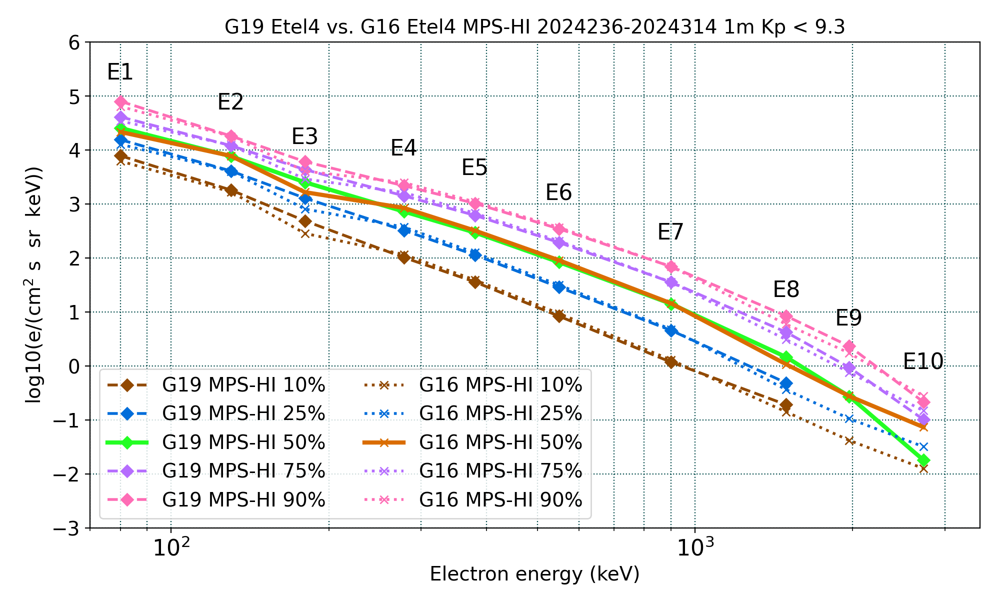 G19 Etel4 vs. G16 Etel4 MPS-HI 2024236-2024314 1m Kp < 9.3
6
5
4
3
2
1
0
−1
−2
−3
log10(e/(cm² s sr keV))
E1
E2
E3
E4
E5
E6
E7
E8
E9
E10
G19 MPS-HI 10%
G19 MPS-HI 25%
G19 MPS-HI 50%
G19 MPS-HI 75%
G19 MPS-HI 90%
G16 MPS-HI 10%
G16 MPS-HI 25%
G16 MPS-HI 50%
G16 MPS-HI 75%
G16 MPS-HI 90%
10²
10³
Electron energy (keV)